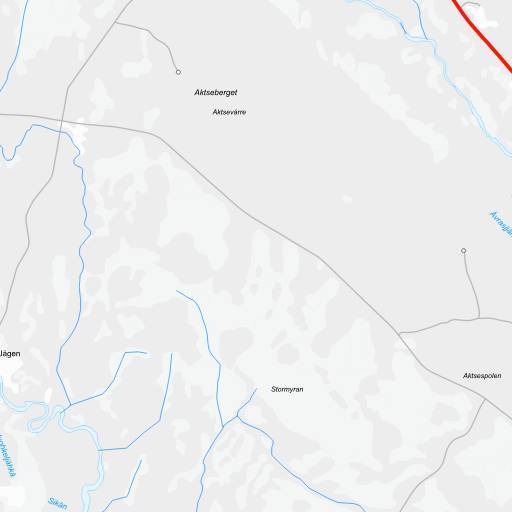 Aktseberget
Aktsevárre
Jågen
Aktsespolen
Stormyran
Sikån